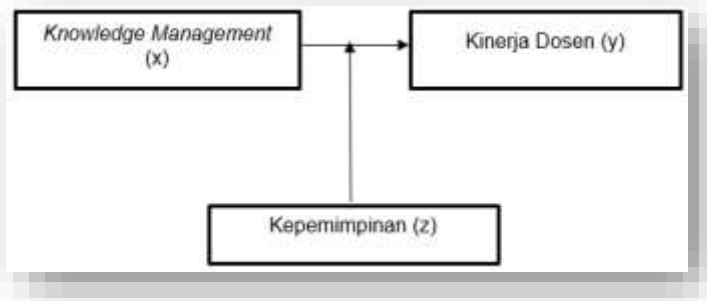 Knowledge Management
(x)
Kinerja Dosen (y)
Kepemimpinan (z)